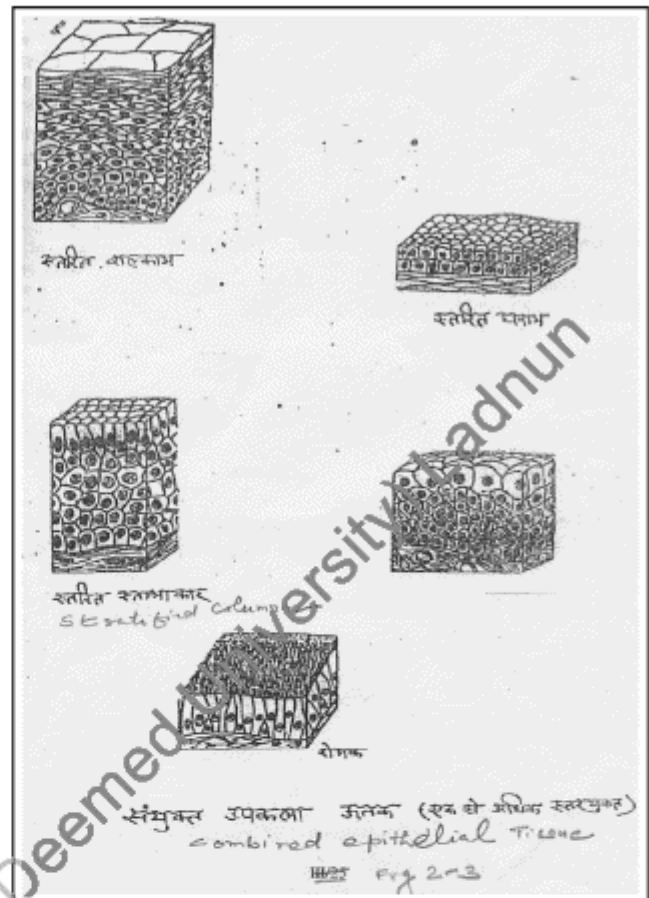 स्तरित
स्तरित घनाभ
स्तरित स्तम्भाकार
Stratified Columnar
रोमक
संयुक्त उपकला ऊतक (एक से अधिक स्तरयुक्त)
combined epithelial Tissue
Fig 2-3
Deemed University) Ladnun